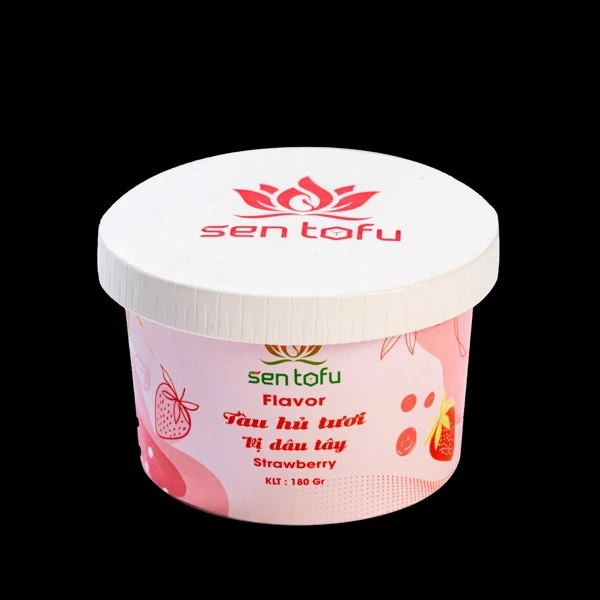 sen tofu
sen tofu
Flavor
Tàu hủ tươi
Vị dâu tây
Strawberry
KLT : 180 Gr